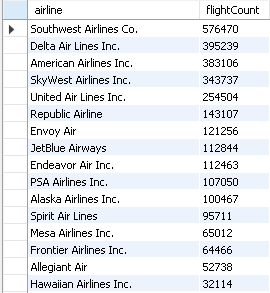 airline flightCount
Southwest Airlines Co. 576470
Delta Air Lines Inc. 395239
American Airlines Inc. 383106
SkyWest Airlines Inc. 343737
United Air Lines Inc. 254504
Republic Airline 143107
Envoy Air 121256
JetBlue Airways 112844
Endeavor Air Inc. 112463
PSA Airlines Inc. 107050
Alaska Airlines Inc. 100467
Spirit Air Lines 95711
Mesa Airlines Inc. 65012
Frontier Airlines Inc. 64466
Allegiant Air 52738
Hawaiian Airlines Inc. 32114